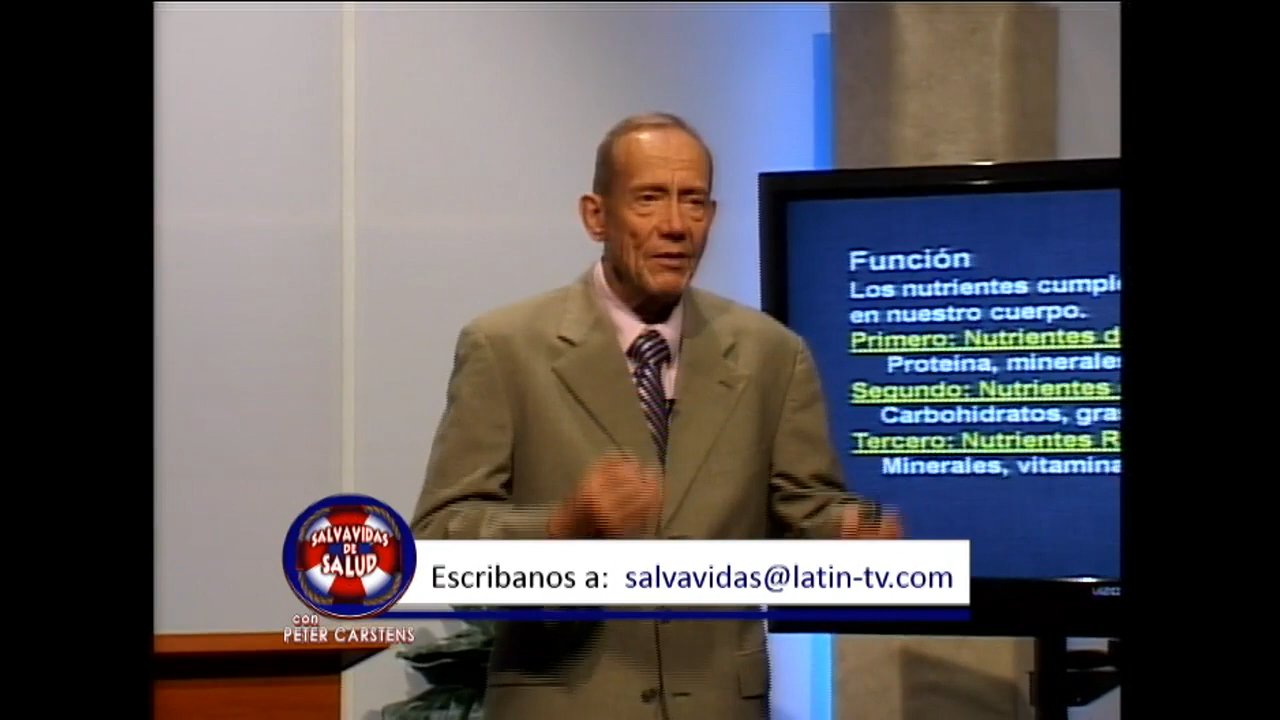 Función
Los nutrientes cumpl
en nuestro cuerpo.
Primero: Nutrientes d
Proteína, minerales
Segundo: Nutrientes
Carbohidratos, gra
Tercero: Nutrientes R
Minerales, vitamina
SALVAVIDAS
DE
SALUD
con
PETER CARSTENS
Escribanos a: salvavidas@latin-tv.com